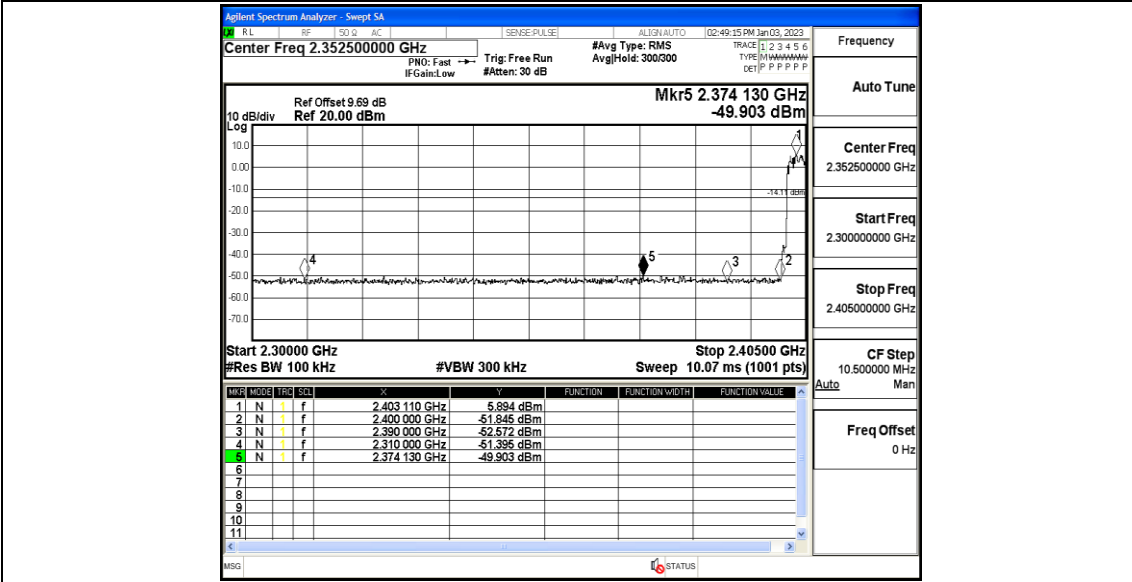 Agilent Spectrum Analyzer - Swept SA
RL RF 50 Ω AC SENSE:PULSE ALIGN AUTO 02:49:15 PM Jan 03, 2023
Center Freq 2.352500000 GHz
PNO: Fast
IFGain:Low
Trig: Free Run
#Atten: 30 dB
#Avg Type: RMS
Avg|Hold: 300/300
TRACE 1 2 3 4 5 6
TYPE M W W W W W
DET P P P P P P
Ref Offset 9.69 dB
Ref 20.00 dBm
Mkr5 2.374 130 GHz
-49.903 dBm
10 dB/div
Log
10.0
0.00
-10.0
-20.0
-30.0
-40.0
-50.0
-60.0
-70.0
1
-14.11 dBm
4
5
3
2
Start 2.30000 GHz
Stop 2.40500 GHz
#Res BW 100 kHz
#VBW 300 kHz
Sweep 10.07 ms (1001 pts)
MKR MODE TRC SCL X Y FUNCTION FUNCTION WIDTH FUNCTION VALUE
1 N 1 f 2.403 110 GHz 5.894 dBm
2 N 1 f 2.400 000 GHz -51.845 dBm
3 N 1 f 2.390 000 GHz -52.572 dBm
4 N 1 f 2.310 000 GHz -51.395 dBm
5 N 1 f 2.374 130 GHz -49.903 dBm
6
7
8
9
10
11
MSG
STATUS
Frequency
Auto Tune
Center Freq
2.352500000 GHz
Start Freq
2.300000000 GHz
Stop Freq
2.405000000 GHz
CF Step
10.500000 MHz
Auto Man
Freq Offset
0 Hz